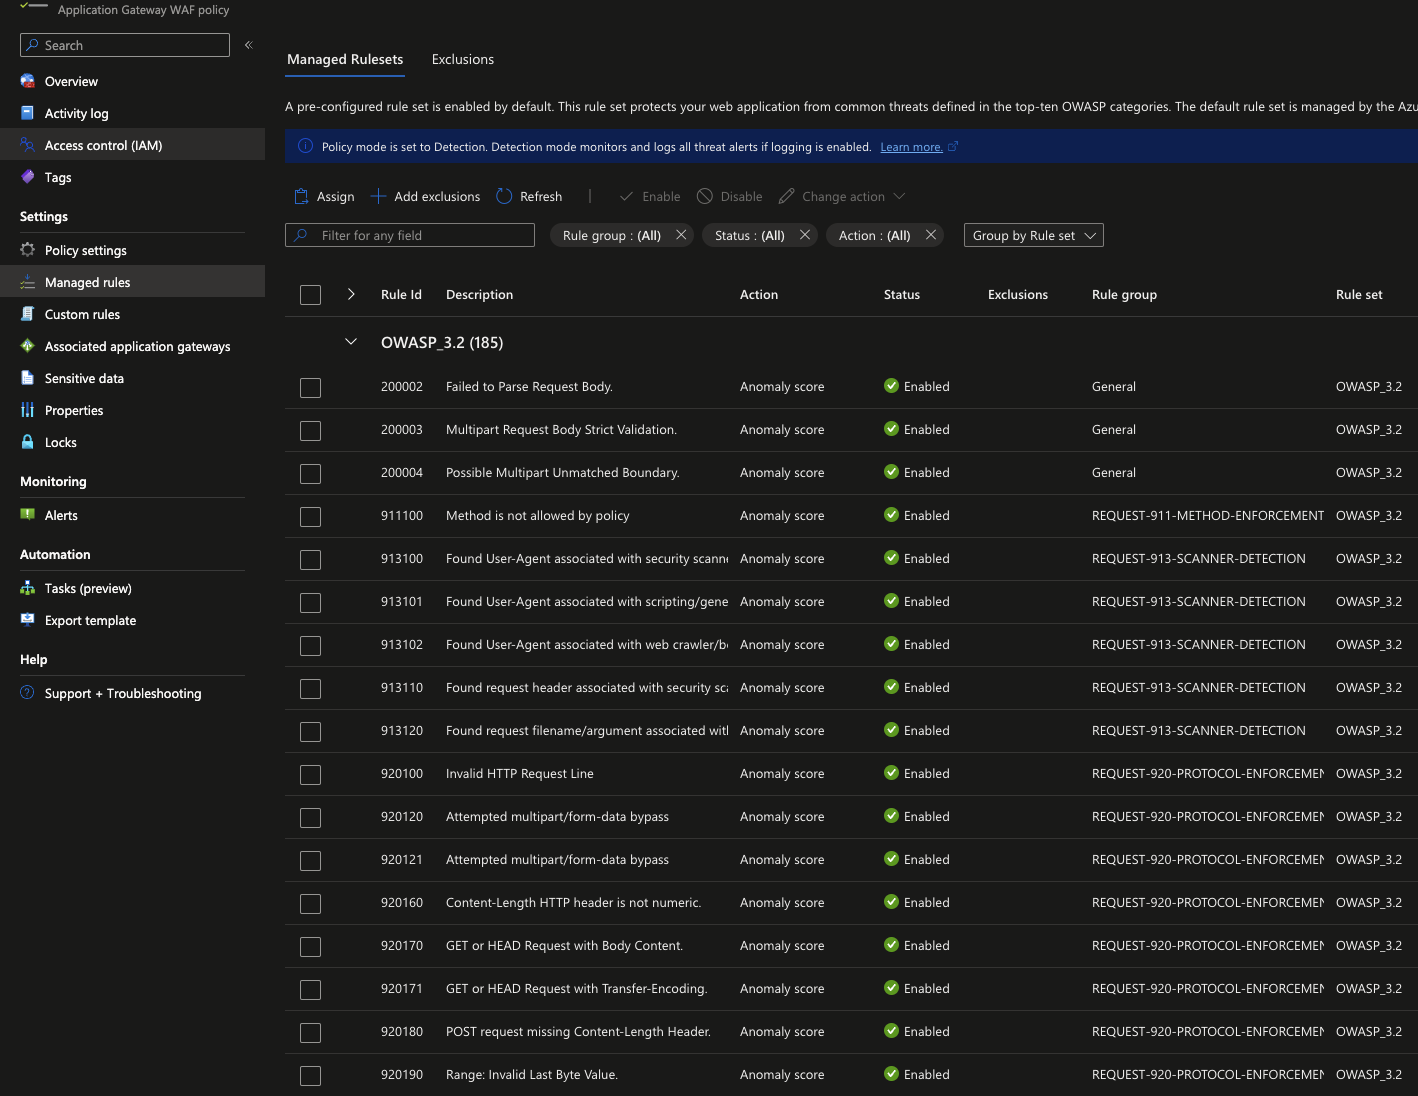 Application Gateway WAF policy
Search
«
Overview
Activity log
Access control (IAM)
Tags
Settings
Policy settings
Managed rules
Custom rules
Associated application gateways
Sensitive data
Properties
Locks
Monitoring
Alerts
Automation
Tasks (preview)
Export template
Help
Support + Troubleshooting
Managed Rulesets Exclusions
A pre-configured rule set is enabled by default. This rule set protects your web application from common threats defined in the top-ten OWASP categories. The default rule set is managed by the Azu
Policy mode is set to Detection. Detection mode monitors and logs all threat alerts if logging is enabled. Learn more.
Assign Add exclusions Refresh | Enable Disable Change action
Filter for any field Rule group : (All) Status : (All) Action : (All) Group by Rule set
Rule Id Description Action Status Exclusions Rule group Rule set
OWASP_3.2 (185)
200002 Failed to Parse Request Body. Anomaly score Enabled General OWASP_3.2
200003 Multipart Request Body Strict Validation. Anomaly score Enabled General OWASP_3.2
200004 Possible Multipart Unmatched Boundary. Anomaly score Enabled General OWASP_3.2
911100 Method is not allowed by policy Anomaly score Enabled REQUEST-911-METHOD-ENFORCEMENT OWASP_3.2
913100 Found User-Agent associated with security scanne Anomaly score Enabled REQUEST-913-SCANNER-DETECTION OWASP_3.2
913101 Found User-Agent associated with scripting/gene Anomaly score Enabled REQUEST-913-SCANNER-DETECTION OWASP_3.2
913102 Found User-Agent associated with web crawler/b Anomaly score Enabled REQUEST-913-SCANNER-DETECTION OWASP_3.2
913110 Found request header associated with security sca Anomaly score Enabled REQUEST-913-SCANNER-DETECTION OWASP_3.2
913120 Found request filename/argument associated wit Anomaly score Enabled REQUEST-913-SCANNER-DETECTION OWASP_3.2
920100 Invalid HTTP Request Line Anomaly score Enabled REQUEST-920-PROTOCOL-ENFORCEMEN OWASP_3.2
920120 Attempted multipart/form-data bypass Anomaly score Enabled REQUEST-920-PROTOCOL-ENFORCEMEN OWASP_3.2
920121 Attempted multipart/form-data bypass Anomaly score Enabled REQUEST-920-PROTOCOL-ENFORCEMEN OWASP_3.2
920160 Content-Length HTTP header is not numeric. Anomaly score Enabled REQUEST-920-PROTOCOL-ENFORCEMEN OWASP_3.2
920170 GET or HEAD Request with Body Content. Anomaly score Enabled REQUEST-920-PROTOCOL-ENFORCEMEN OWASP_3.2
920171 GET or HEAD Request with Transfer-Encoding. Anomaly score Enabled REQUEST-920-PROTOCOL-ENFORCEMEN OWASP_3.2
920180 POST request missing Content-Length Header. Anomaly score Enabled REQUEST-920-PROTOCOL-ENFORCEMEN OWASP_3.2
920190 Range: Invalid Last Byte Value. Anomaly score Enabled REQUEST-920-PROTOCOL-ENFORCEMEN OWASP_3.2